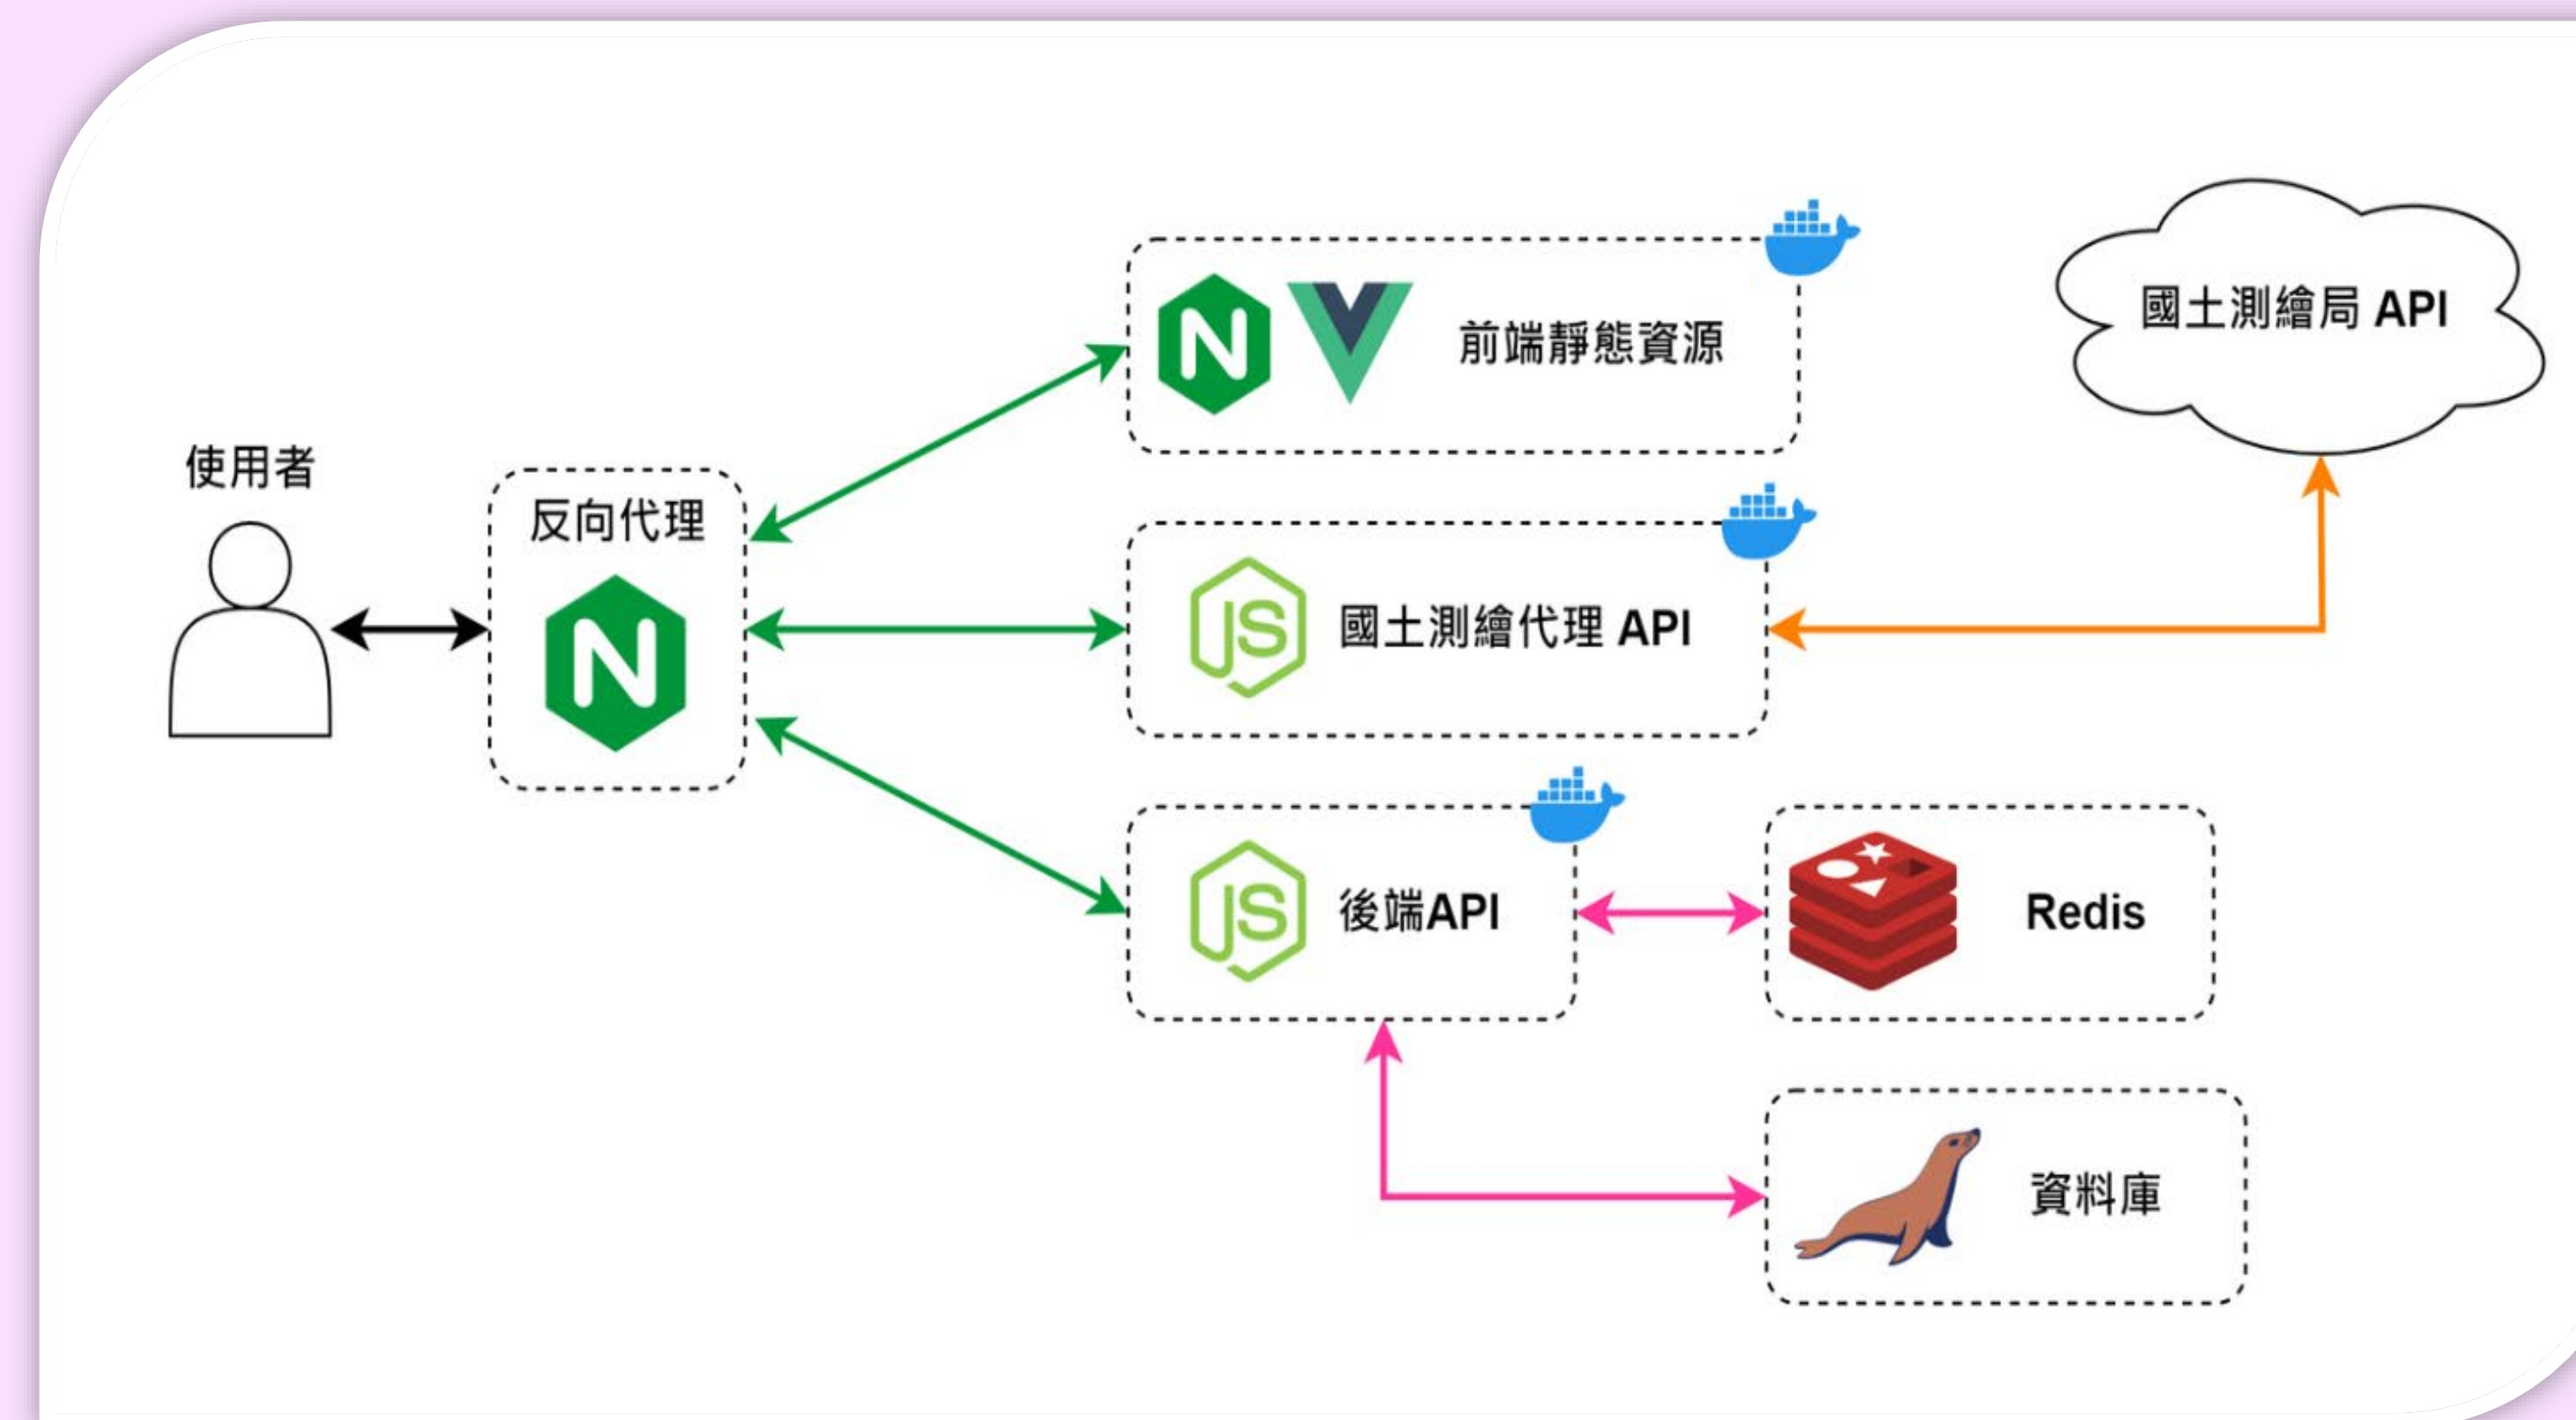 前端靜態資源
國土測繪局 API
使用者
反向代理
國土測繪代理 API
後端API
Redis
資料庫